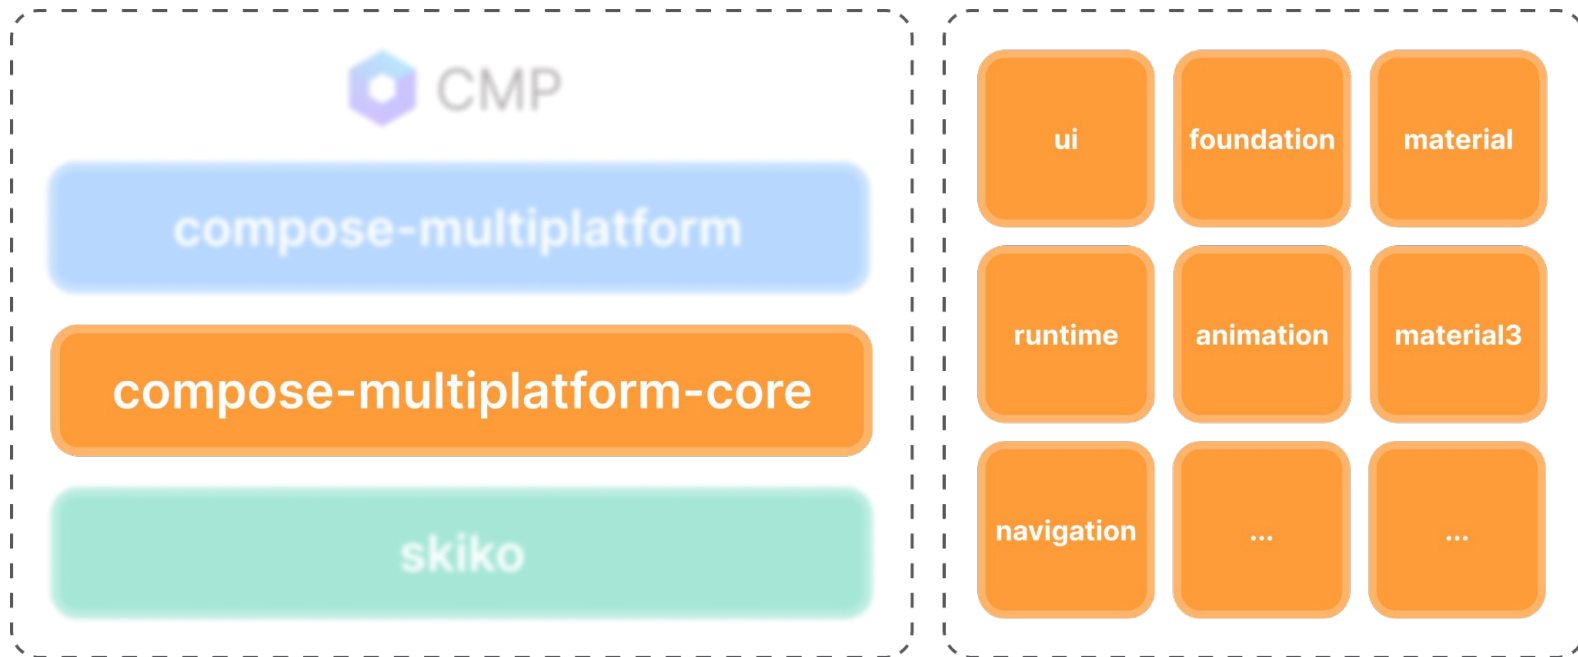 CMP
compose-multiplatform
compose-multiplatform-core
skiko
ui
foundation
material
runtime
animation
material3
navigation
...
...